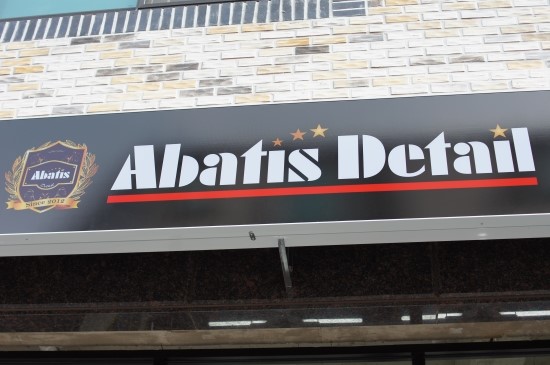 Abatis Detail
Abatis
Since 2012